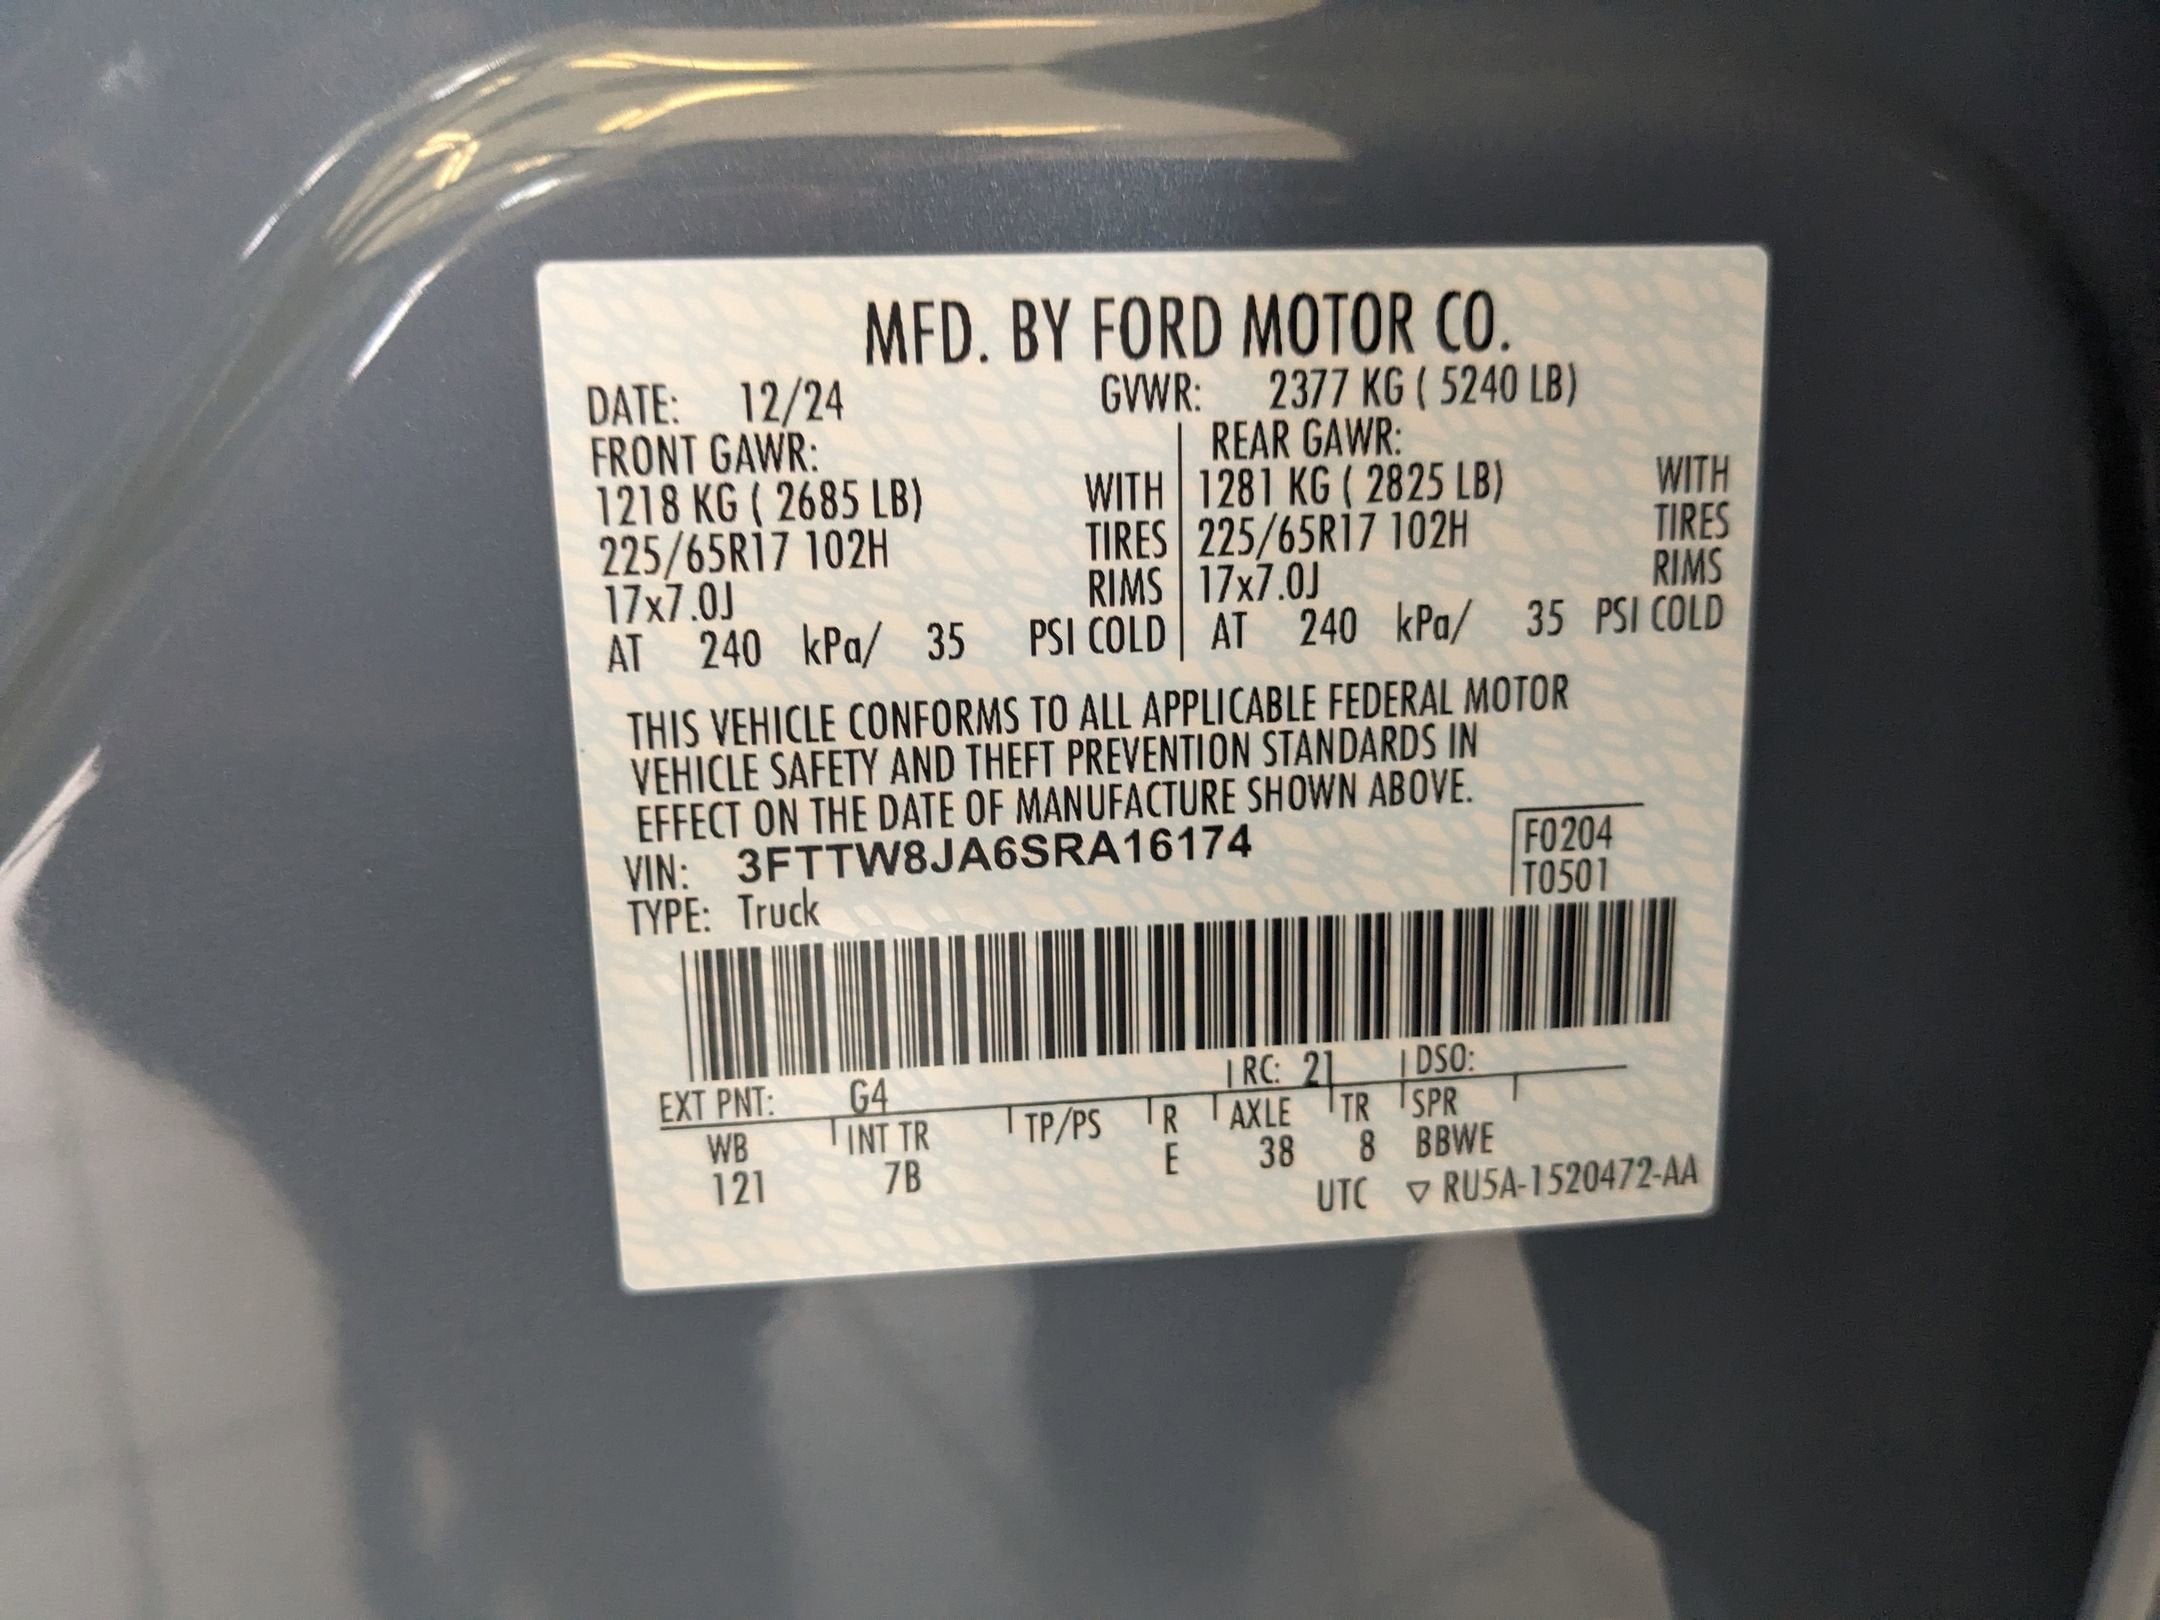 MFD. BY FORD MOTOR CO.
DATE: 12/24 GVWR: 2377 KG ( 5240 LB)
FRONT GAWR: REAR GAWR:
1218 KG ( 2685 LB) WITH 1281 KG ( 2825 LB) WITH
225/65R17 102H TIRES 225/65R17 102H TIRES
17x7.0J RIMS 17x7.0J RIMS
AT 240 kPa/ 35 PSI COLD AT 240 kPa/ 35 PSI COLD
THIS VEHICLE CONFORMS TO ALL APPLICABLE FEDERAL MOTOR
VEHICLE SAFETY AND THEFT PREVENTION STANDARDS IN
EFFECT ON THE DATE OF MANUFACTURE SHOWN ABOVE.
VIN: 3FTTW8JA6SRA16174 F0204
TYPE: Truck T0501
EXT PNT: G4 RC: 21 DSO:
WB INT TR TP/PS R AXLE TR SPR
121 7B E 38 8 BBWE
UTC ▽ RU5A-1520472-AA